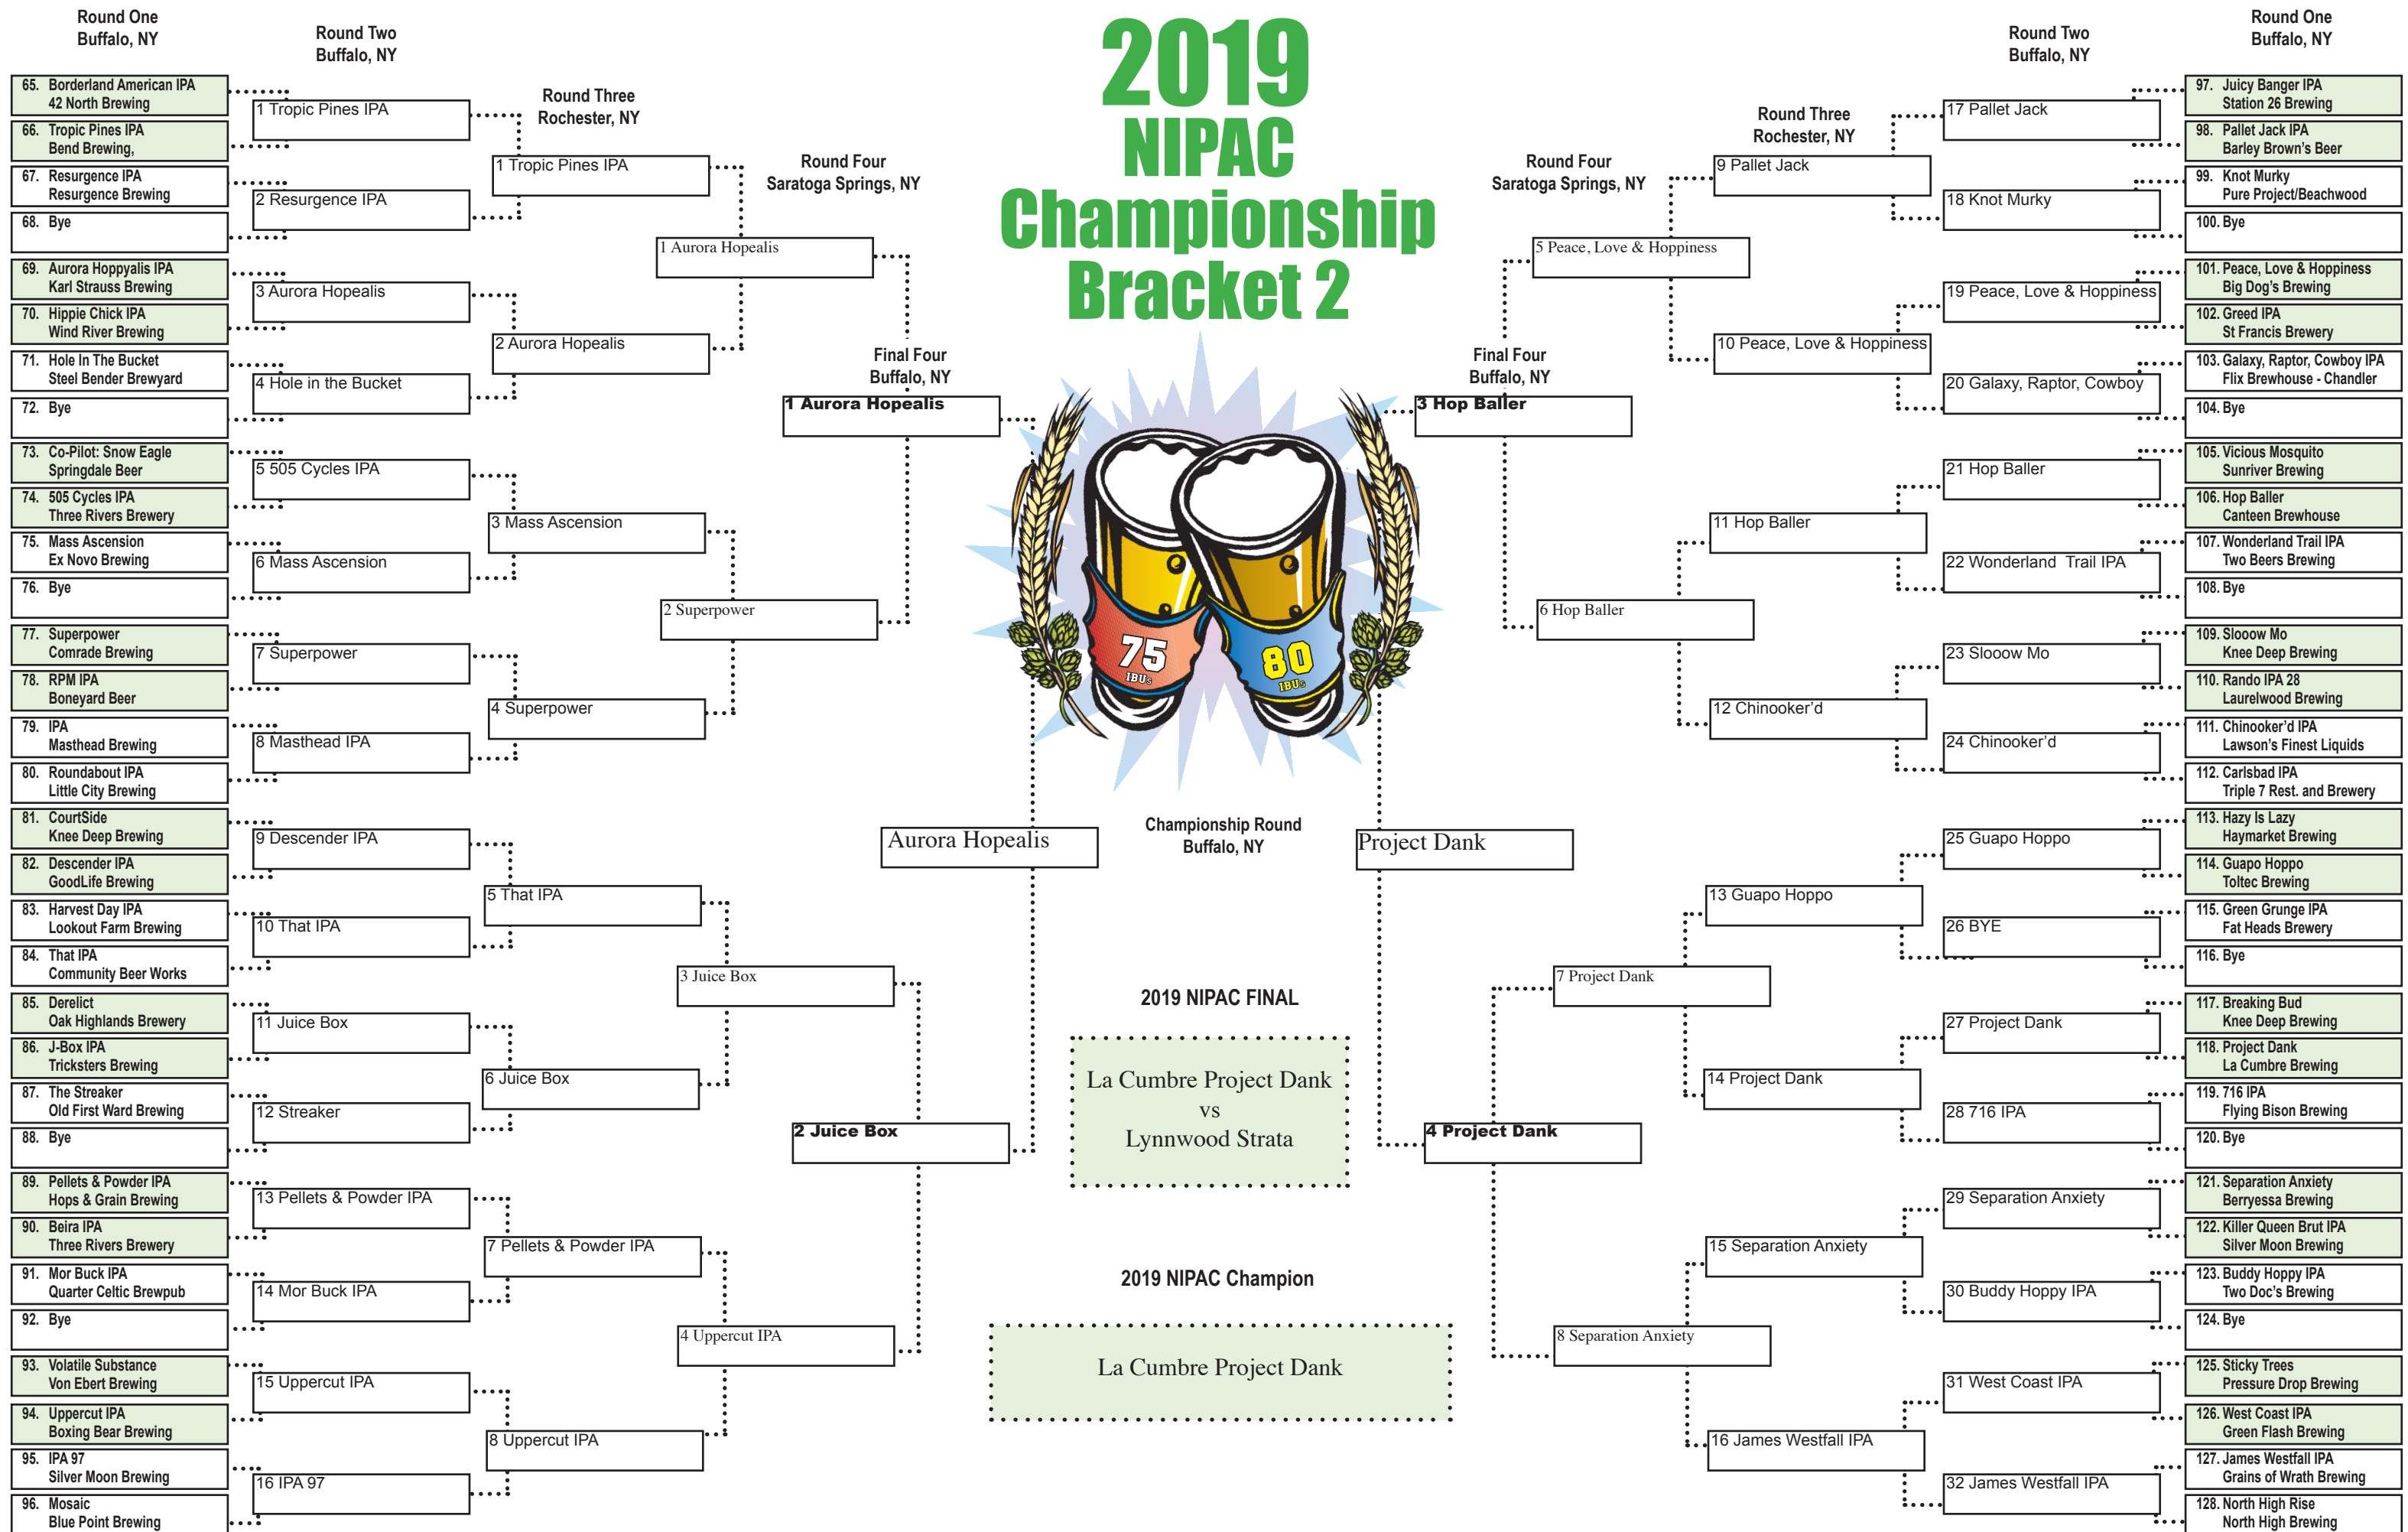 Round One
Buffalo, NY
Round Two
Buffalo, NY
Round Three
Rochester, NY
Round Four
Saratoga Springs, NY
Final Four
Buffalo, NY
65. Borderland American IPA
42 North Brewing
66. Tropic Pines IPA
Bend Brewing,
67. Resurgence IPA
Resurgence Brewing
68. Bye
69. Aurora Hoppyalis IPA
Karl Strauss Brewing
70. Hippie Chick IPA
Wind River Brewing
71. Hole In The Bucket
Steel Bender Brewyard
72. Bye
73. Co-Pilot: Snow Eagle
Springdale Beer
74. 505 Cycles IPA
Three Rivers Brewery
75. Mass Ascension
Ex Novo Brewing
76. Bye
77. Superpower
Comrade Brewing
78. RPM IPA
Boneyard Beer
79. IPA
Masthead Brewing
80. Roundabout IPA
Little City Brewing
81. CourtSide
Knee Deep Brewing
82. Descender IPA
GoodLife Brewing
83. Harvest Day IPA
Lookout Farm Brewing
84. That IPA
Community Beer Works
85. Derelict
Oak Highlands Brewery
86. J-Box IPA
Tricksters Brewing
87. The Streaker
Old First Ward Brewing
88. Bye
89. Pellets & Powder IPA
Hops & Grain Brewing
90. Beira IPA
Three Rivers Brewery
91. Mor Buck IPA
Quarter Celtic Brewpub
92. Bye
93. Volatile Substance
Von Ebert Brewing
94. Uppercut IPA
Boxing Bear Brewing
95. IPA 97
Silver Moon Brewing
96. Mosaic
Blue Point Brewing
1 Tropic Pines IPA
2 Resurgence IPA
3 Aurora Hopealis
4 Hole in the Bucket
5 505 Cycles IPA
6 Mass Ascension
7 Superpower
8 Masthead IPA
9 Descender IPA
10 That IPA
11 Juice Box
12 Streaker
13 Pellets & Powder IPA
14 Mor Buck IPA
15 Uppercut IPA
16 IPA 97
1 Tropic Pines IPA
2 Aurora Hopealis
3 Mass Ascension
4 Superpower
5 That IPA
6 Juice Box
7 Pellets & Powder IPA
8 Uppercut IPA
1 Aurora Hopealis
2 Superpower
3 Juice Box
4 Uppercut IPA
1 Aurora Hopealis
2 Juice Box
Aurora Hopealis
2019
NIPAC
Championship
Bracket 2
75
IBUs
80
IBUs
Championship Round
Buffalo, NY
2019 NIPAC FINAL
La Cumbre Project Dank
vs
Lynnwood Strata
2019 NIPAC Champion
La Cumbre Project Dank
Project Dank
Final Four
Buffalo, NY
3 Hop Baller
4 Project Dank
Round Four
Saratoga Springs, NY
5 Peace, Love & Hoppiness
6 Hop Baller
7 Project Dank
8 Separation Anxiety
Round Three
Rochester, NY
9 Pallet Jack
10 Peace, Love & Hoppiness
11 Hop Baller
12 Chinooker'd
13 Guapo Hoppo
14 Project Dank
15 Separation Anxiety
16 James Westfall IPA
Round Two
Buffalo, NY
17 Pallet Jack
18 Knot Murky
19 Peace, Love & Hoppiness
20 Galaxy, Raptor, Cowboy
21 Hop Baller
22 Wonderland Trail IPA
23 Slooow Mo
24 Chinooker'd
25 Guapo Hoppo
26 BYE
27 Project Dank
28 716 IPA
29 Separation Anxiety
30 Buddy Hoppy IPA
31 West Coast IPA
32 James Westfall IPA
Round One
Buffalo, NY
97. Juicy Banger IPA
Station 26 Brewing
98. Pallet Jack IPA
Barley Brown's Beer
99. Knot Murky
Pure Project/Beachwood
100. Bye
101. Peace, Love & Hoppiness
Big Dog's Brewing
102. Greed IPA
St Francis Brewery
103. Galaxy, Raptor, Cowboy IPA
Flix Brewhouse - Chandler
104. Bye
105. Vicious Mosquito
Sunriver Brewing
106. Hop Baller
Canteen Brewhouse
107. Wonderland Trail IPA
Two Beers Brewing
108. Bye
109. Slooow Mo
Knee Deep Brewing
110. Rando IPA 28
Laurelwood Brewing
111. Chinooker'd IPA
Lawson's Finest Liquids
112. Carlsbad IPA
Triple 7 Rest. and Brewery
113. Hazy Is Lazy
Haymarket Brewing
114. Guapo Hoppo
Toltec Brewing
115. Green Grunge IPA
Fat Heads Brewery
116. Bye
117. Breaking Bud
Knee Deep Brewing
118. Project Dank
La Cumbre Brewing
119. 716 IPA
Flying Bison Brewing
120. Bye
121. Separation Anxiety
Berryessa Brewing
122. Killer Queen Brut IPA
Silver Moon Brewing
123. Buddy Hoppy IPA
Two Doc's Brewing
124. Bye
125. Sticky Trees
Pressure Drop Brewing
126. West Coast IPA
Green Flash Brewing
127. James Westfall IPA
Grains of Wrath Brewing
128. North High Rise
North High Brewing